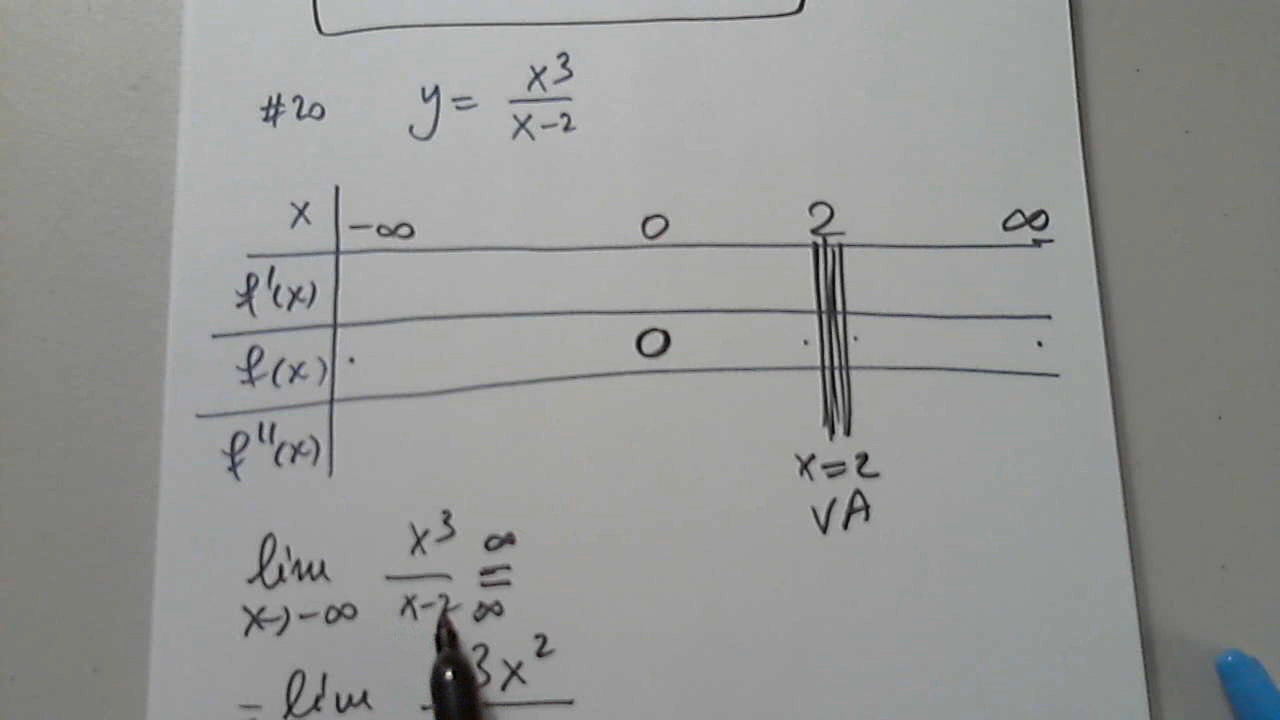 #20 y = x³/(x-2)
x -∞ 0 2 ∞
f'(x)
f(x) 0
f''(x)
x=2
VA
lim x→-∞ x³/(x-2) ∞/∞ =
= lim 3x²